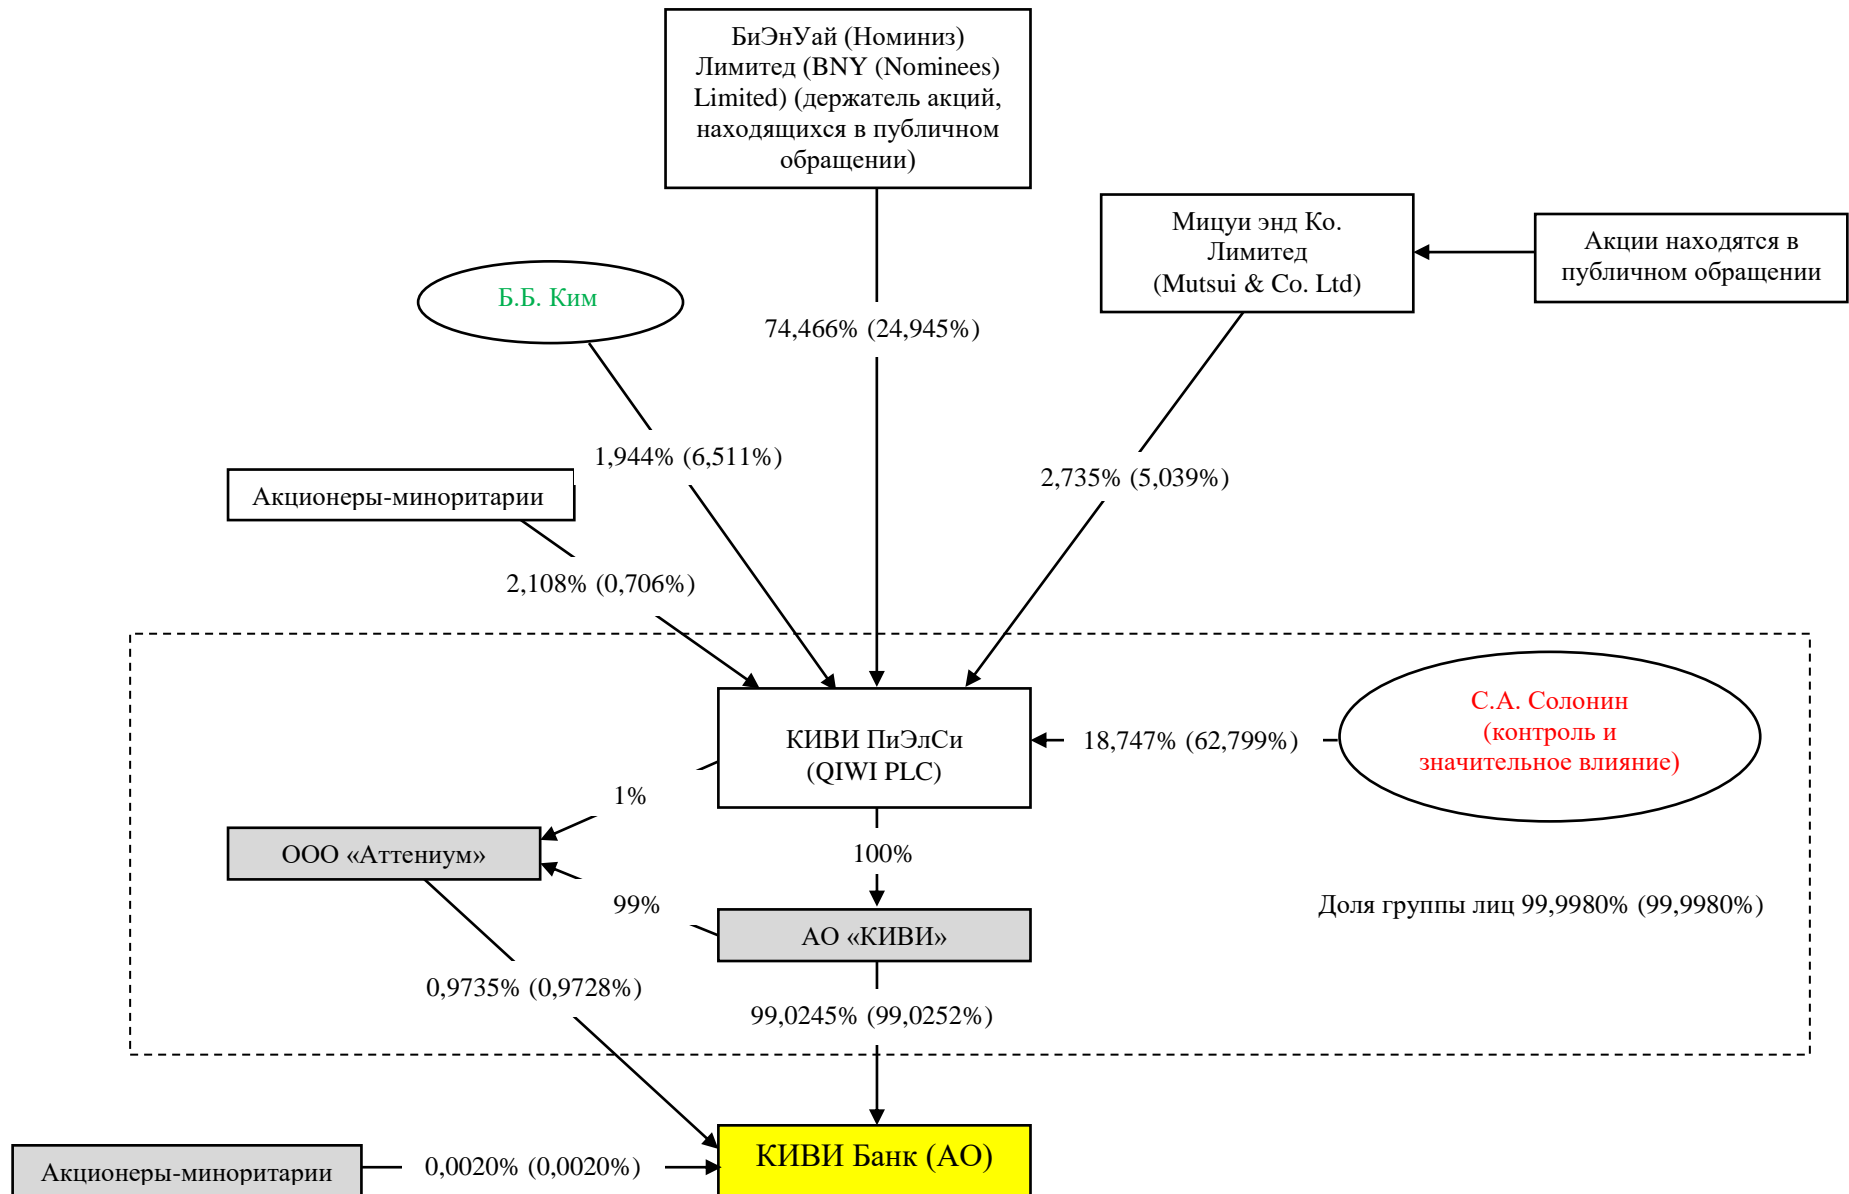 БиЭнУай (Номиниз)
Лимитед (BNY (Nominees)
Limited) (держатель акций,
находящихся в публичном
обращении)
Мицуи энд Ко.
Лимитед
(Mutsui & Co. Ltd)
Акции находятся в
публичном обращении
Б.Б. Ким
74,466% (24,945%)
1,944% (6,511%)
2,735% (5,039%)
Акционеры-миноритарии
2,108% (0,706%)
КИВИ ПиЭлСи
(QIWI PLC)
18,747% (62,799%)
С.А. Солонин
(контроль и
значительное влияние)
1%
ООО «Аттениум»
100%
99%
Доля группы лиц 99,9980% (99,9980%)
АО «КИВИ»
0,9735% (0,9728%)
99,0245% (99,0252%)
Акционеры-миноритарии
0,0020% (0,0020%)
КИВИ Банк (АО)